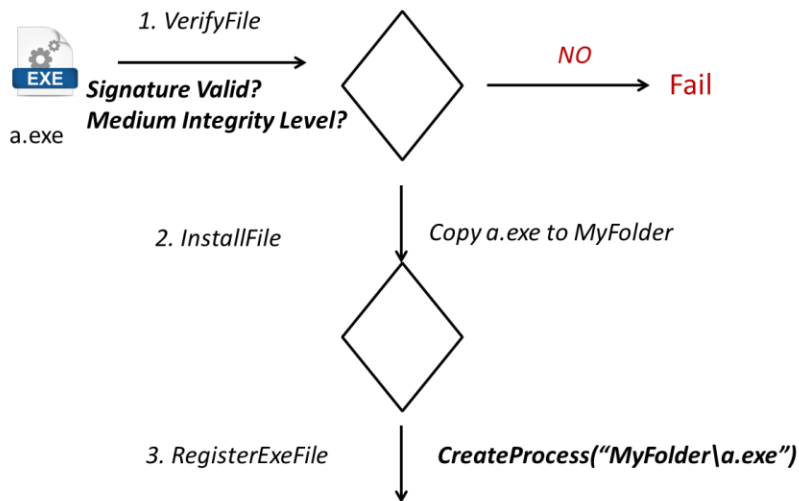 1. VerifyFile
NO
Fail
EXE
Signature Valid?
Medium Integrity Level?
a.exe
2. InstallFile
Copy a.exe to MyFolder
3. RegisterExeFile
CreateProcess(“MyFolder\a.exe”)